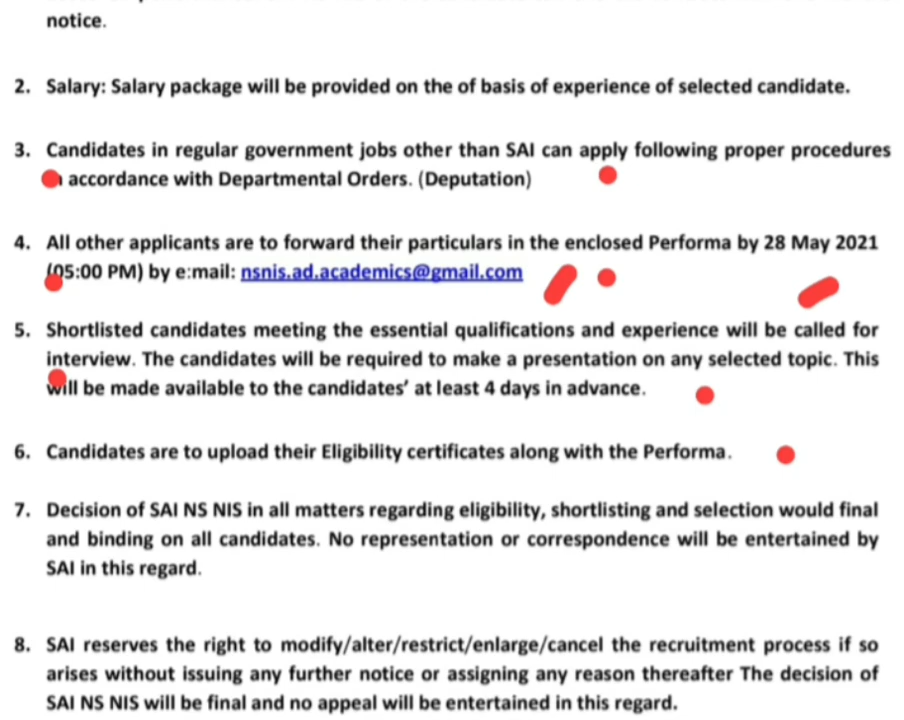 notice.
2. Salary: Salary package will be provided on the of basis of experience of selected candidate.
3. Candidates in regular government jobs other than SAI can apply following proper procedures
accordance with Departmental Orders. (Deputation)
4. All other applicants are to forward their particulars in the enclosed Performa by 28 May 2021
(05:00 PM) by e:mail: nsnis.ad.academics@gmail.com
5. Shortlisted candidates meeting the essential qualifications and experience will be called for
interview. The candidates will be required to make a presentation on any selected topic. This
will be made available to the candidates’ at least 4 days in advance.
6. Candidates are to upload their Eligibility certificates along with the Performa.
7. Decision of SAI NS NIS in all matters regarding eligibility, shortlisting and selection would final
and binding on all candidates. No representation or correspondence will be entertained by
SAI in this regard.
8. SAI reserves the right to modify/alter/restrict/enlarge/cancel the recruitment process if so
arises without issuing any further notice or assigning any reason thereafter The decision of
SAI NS NIS will be final and no appeal will be entertained in this regard.